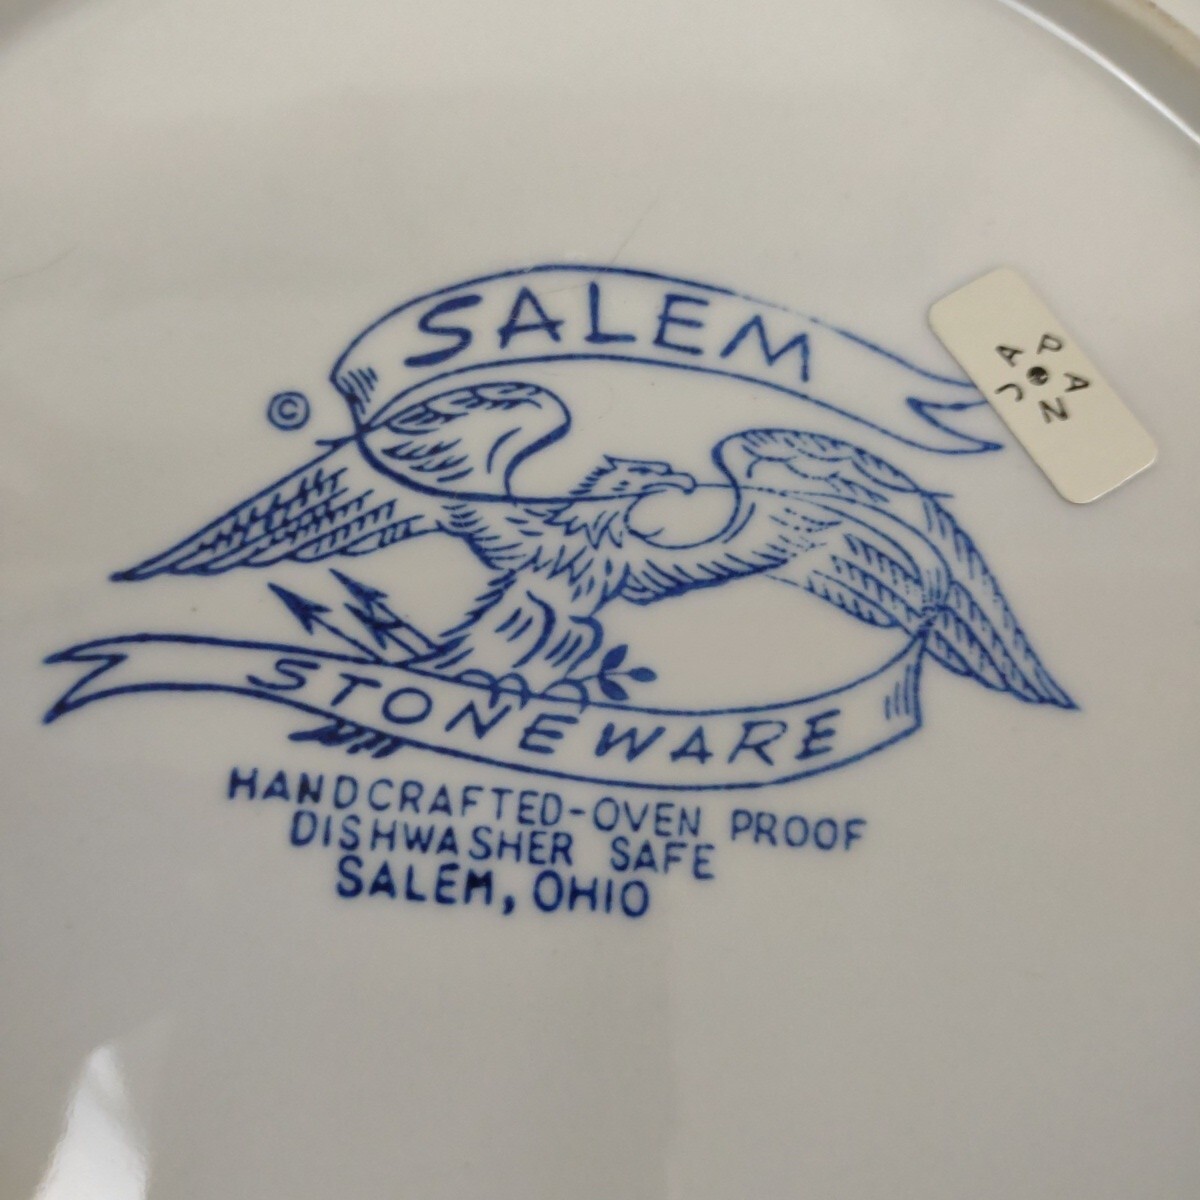 SALEM
©
JAPAN
STONEWARE
HANDCRAFTED-OVEN PROOF
DISHWASHER SAFE
SALEM, OHIO